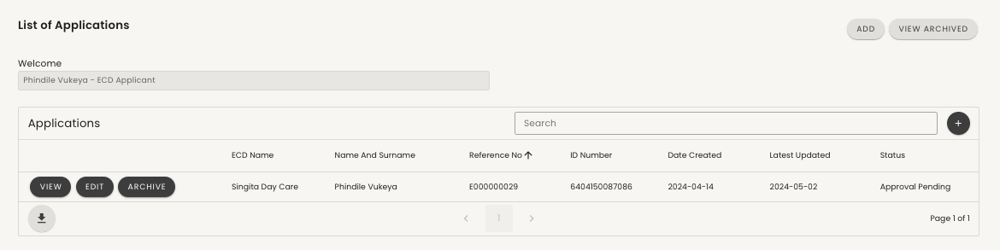 List of Applications
ADD
VIEW ARCHIVED
Welcome
Phindile Vukeya - ECD Applicant
Applications
Search
+
ECD Name Name And Surname Reference No ID Number Date Created Latest Updated Status
VIEW EDIT ARCHIVE Singita Day Care Phindile Vukeya E000000029 6404150087086 2024-04-14 2024-05-02 Approval Pending
1
Page 1 of 1